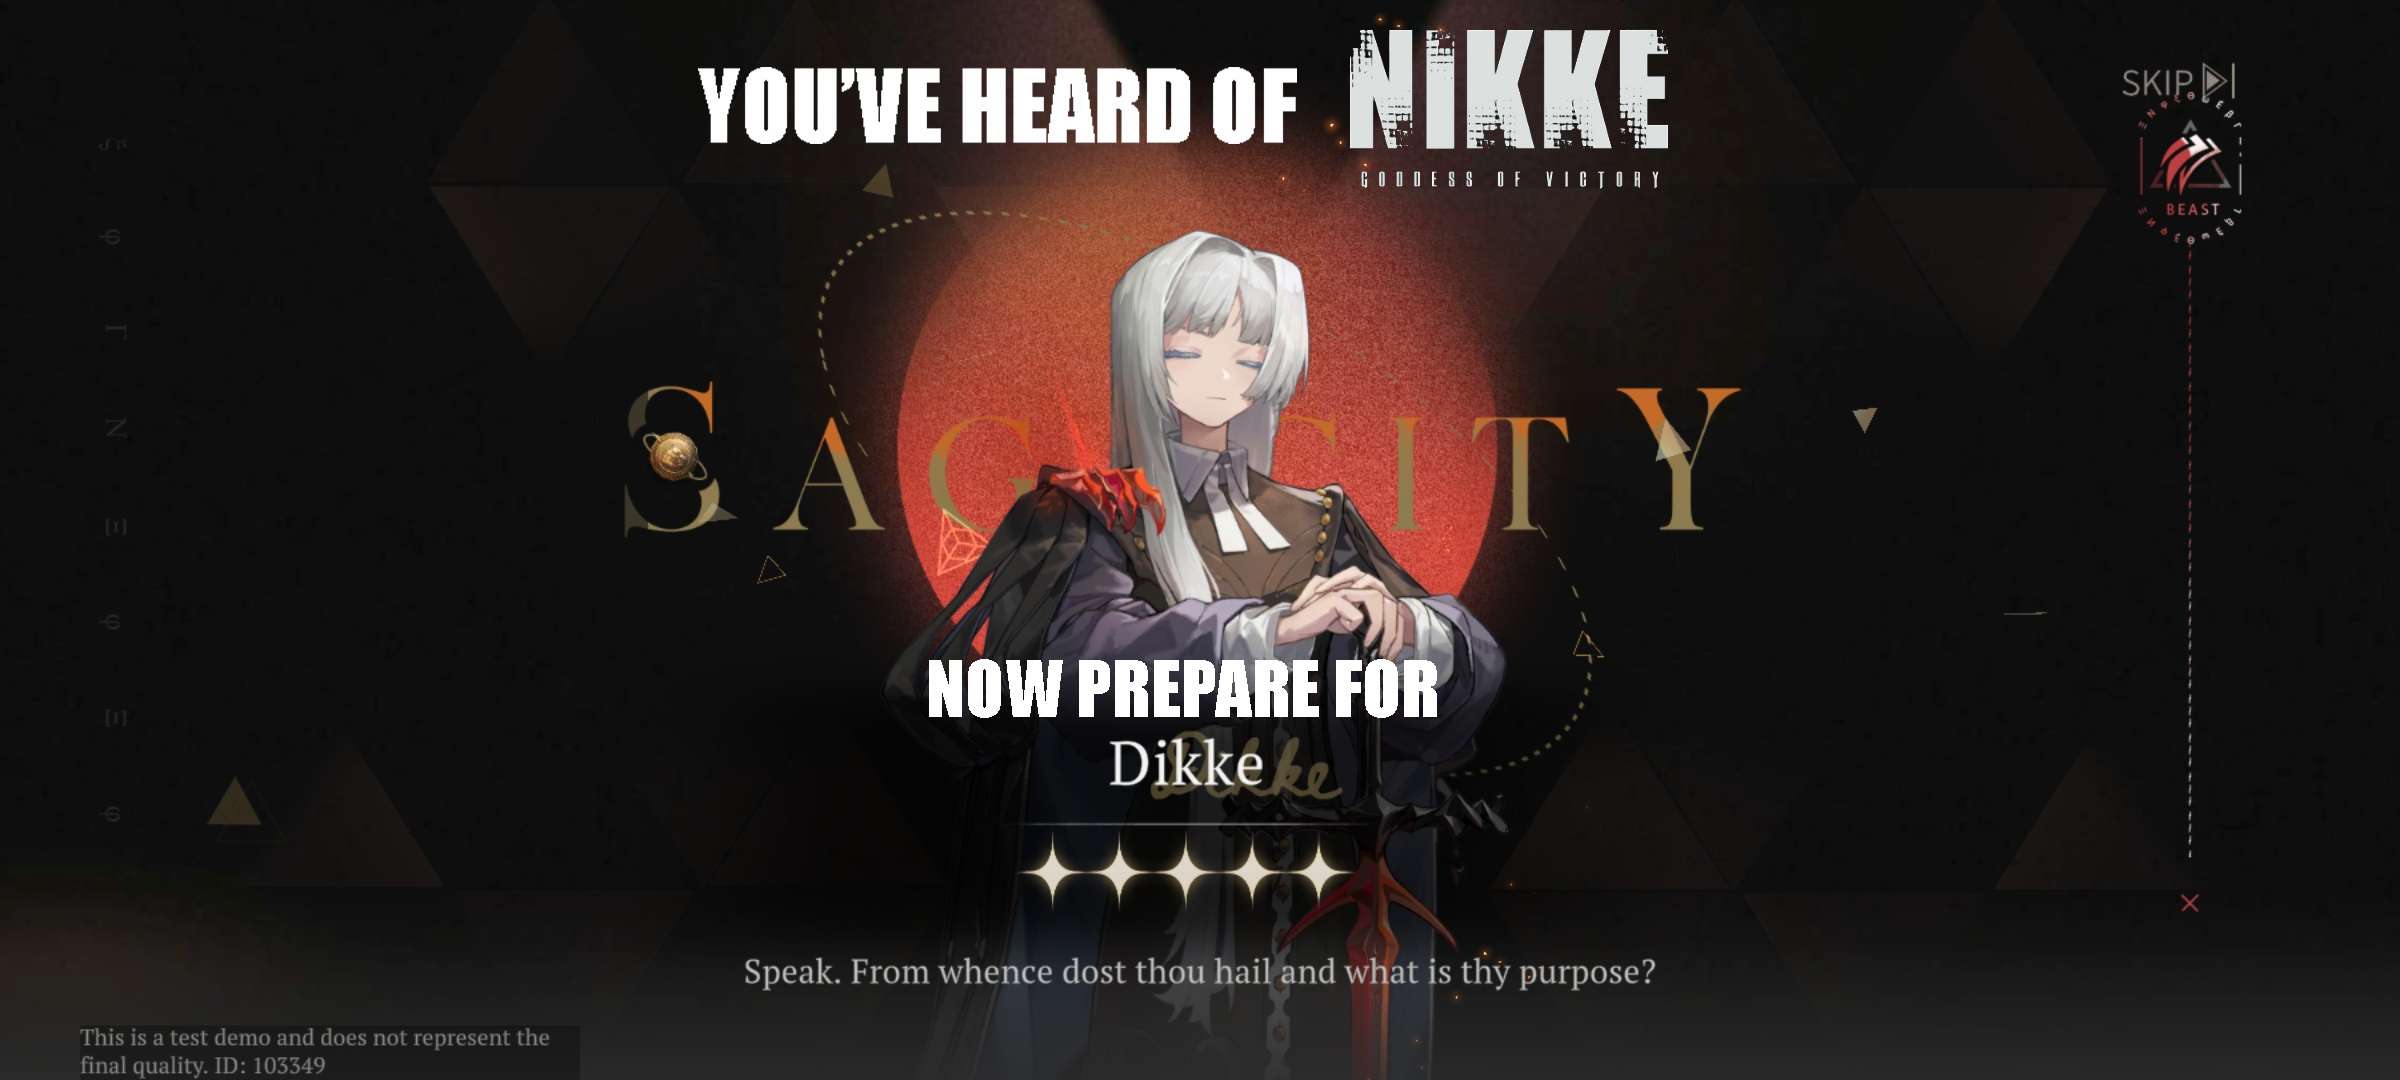 YOU'VE HEARD OF NIKKE
GODDESS OF VICTORY
SKIP
BEAST
SAGACITY
NOW PREPARE FOR
Dikke
Dikke
Speak. From whence dost thou hail and what is thy purpose?
This is a test demo and does not represent the
final quality. ID: 103349